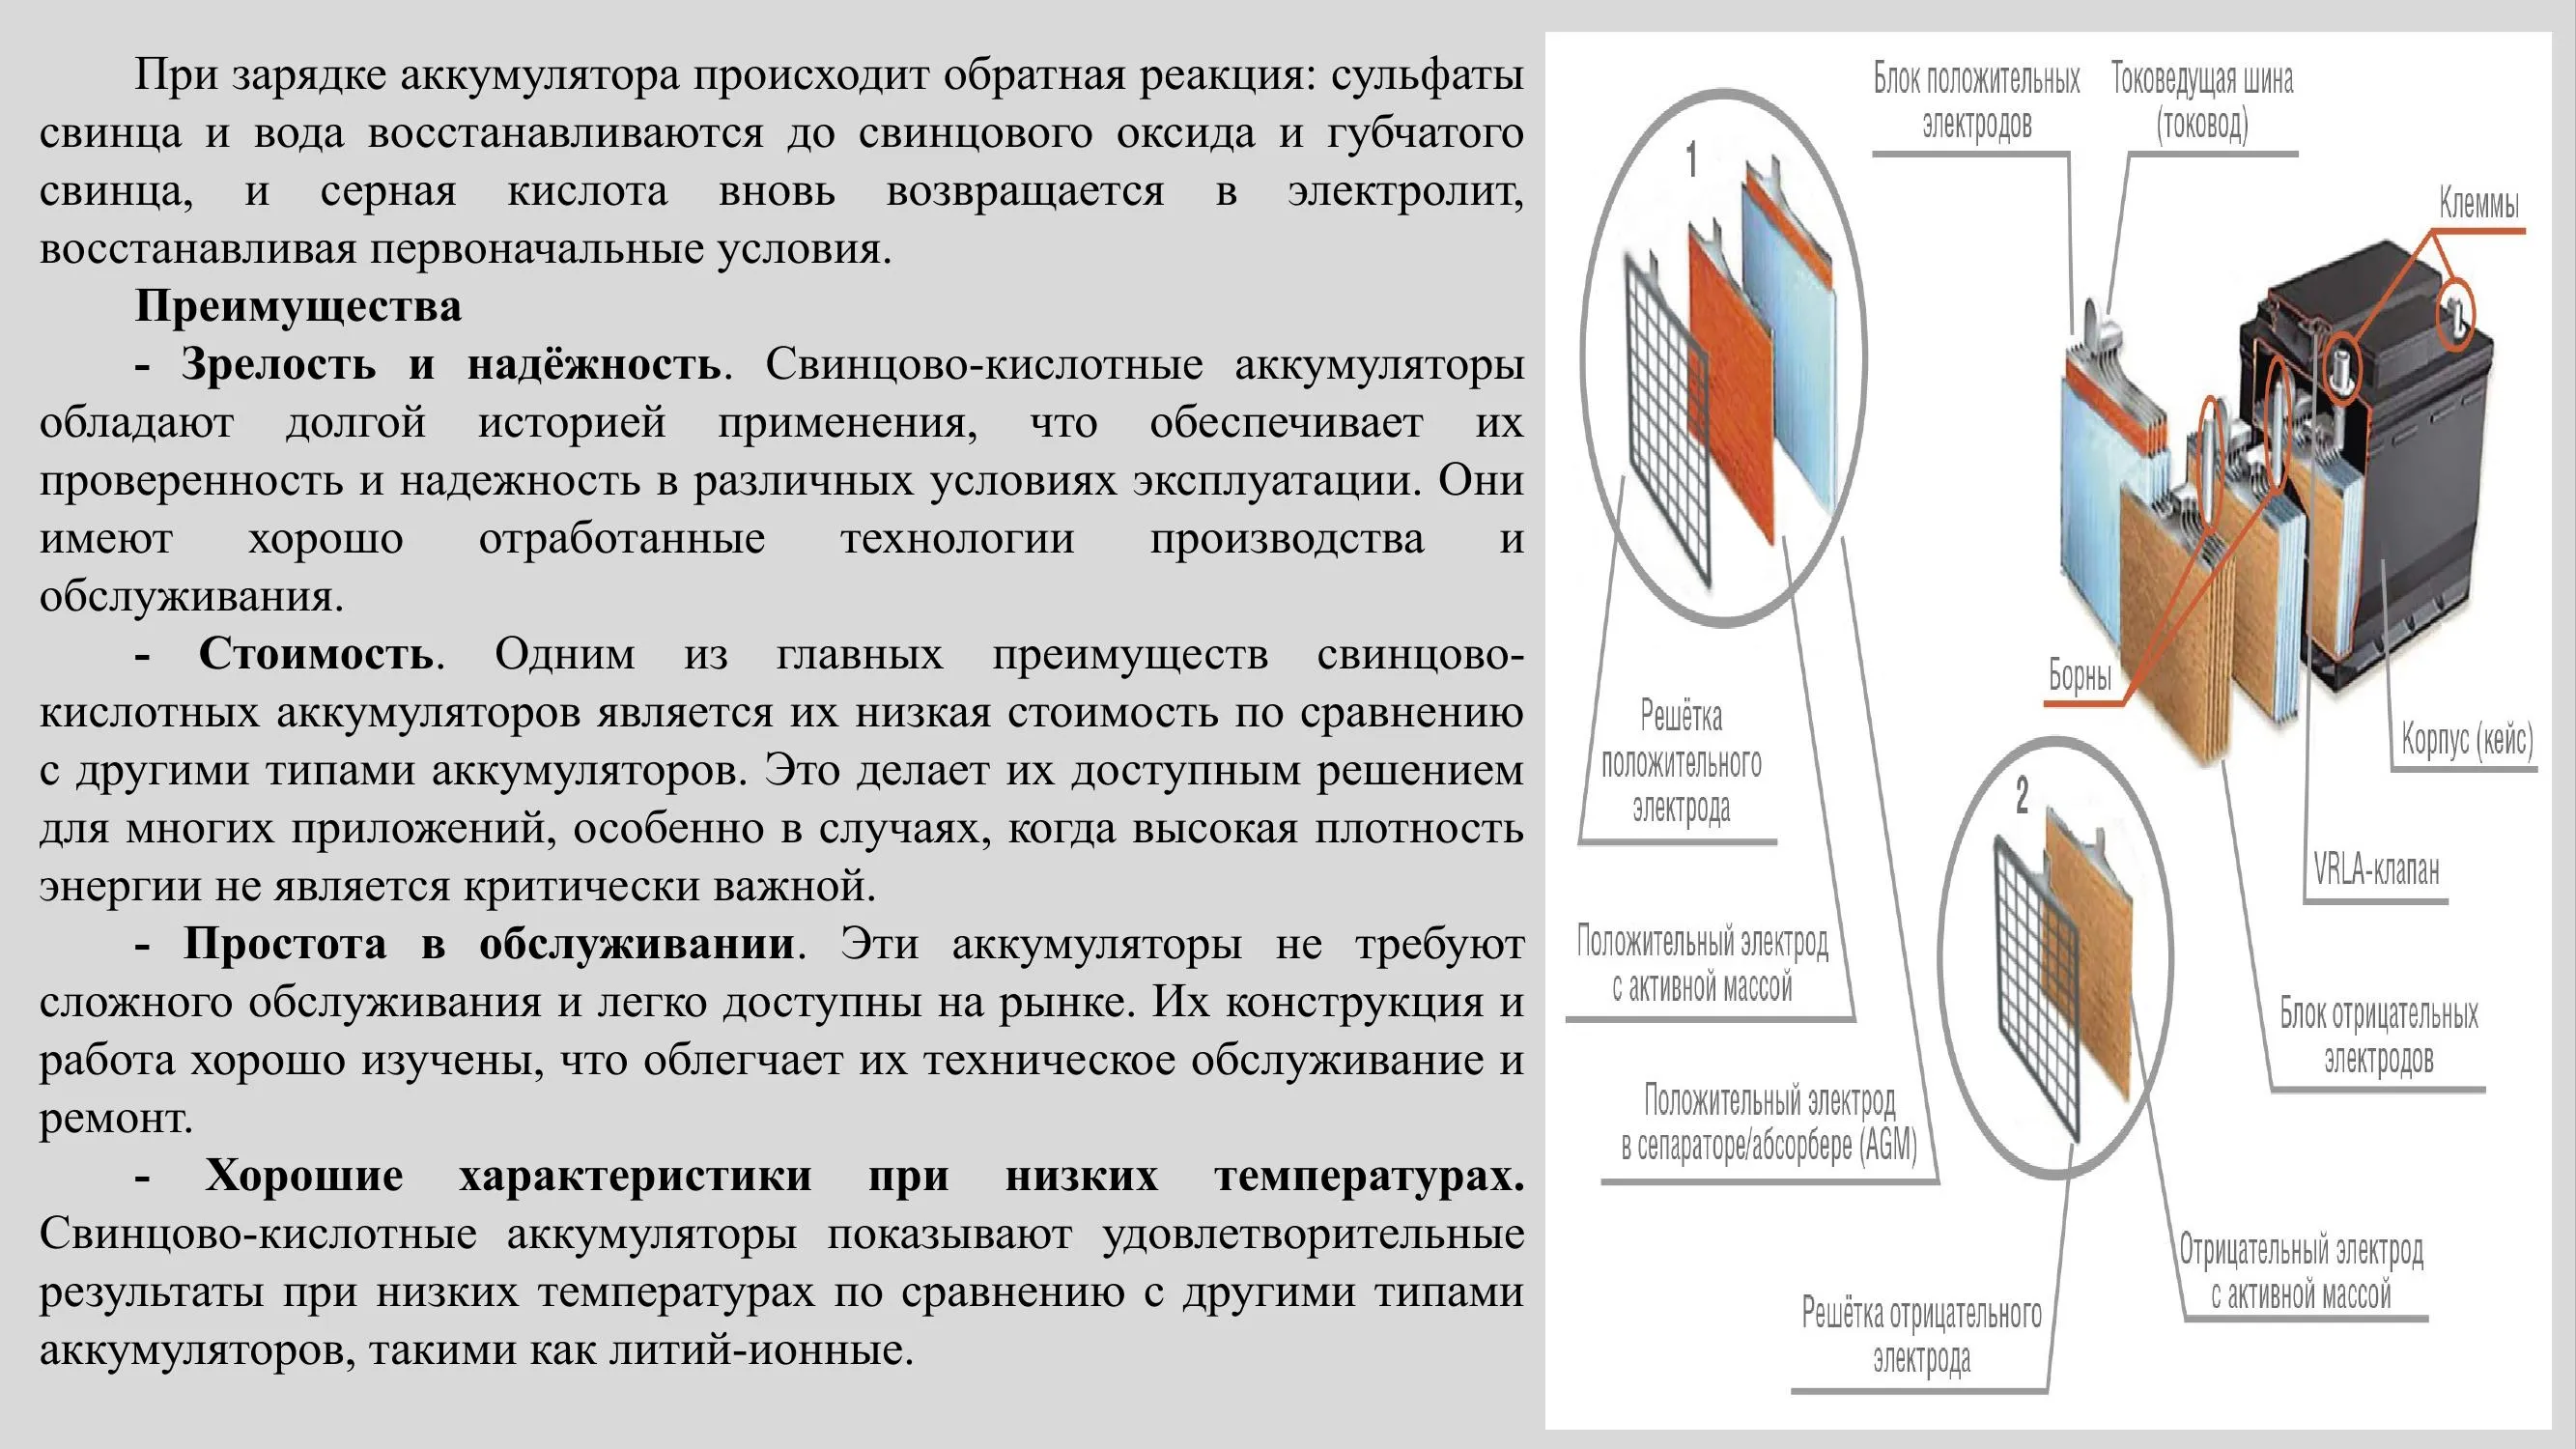 При зарядке аккумулятора происходит обратная реакция: сульфаты
свинца и вода восстанавливаются до свинцового оксида и губчатого
свинца, и серная кислота вновь возвращается в электролит,
восстанавливая первоначальные условия.
Преимущества
- Зрелость и надёжность. Свинцово-кислотные аккумуляторы
обладают долгой историей применения, что обеспечивает их
проверенность и надежность в различных условиях эксплуатации. Они
имеют хорошо отработанные технологии производства и
обслуживания.
- Стоимость. Одним из главных преимуществ свинцово-
кислотных аккумуляторов является их низкая стоимость по сравнению
с другими типами аккумуляторов. Это делает их доступным решением
для многих приложений, особенно в случаях, когда высокая плотность
энергии не является критически важной.
- Простота в обслуживании. Эти аккумуляторы не требуют
сложного обслуживания и легко доступны на рынке. Их конструкция и
работа хорошо изучены, что облегчает их техническое обслуживание и
ремонт.
- Хорошие характеристики при низких температурах.
Свинцово-кислотные аккумуляторы показывают удовлетворительные
результаты при низких температурах по сравнению с другими типами
аккумуляторов, такими как литий-ионные.
Блок положительных
электродов
Токоведущая шина
(токовод)
1
Клеммы
Борны
Решётка
положительного
электрода
Корпус (кейс)
2
VRLA-клапан
Положительный электрод
с активной массой
Блок отрицательных
электродов
Положительный электрод
в сепараторе/абсорбере (AGM)
Отрицательный электрод
с активной массой
Решётка отрицательного
электрода